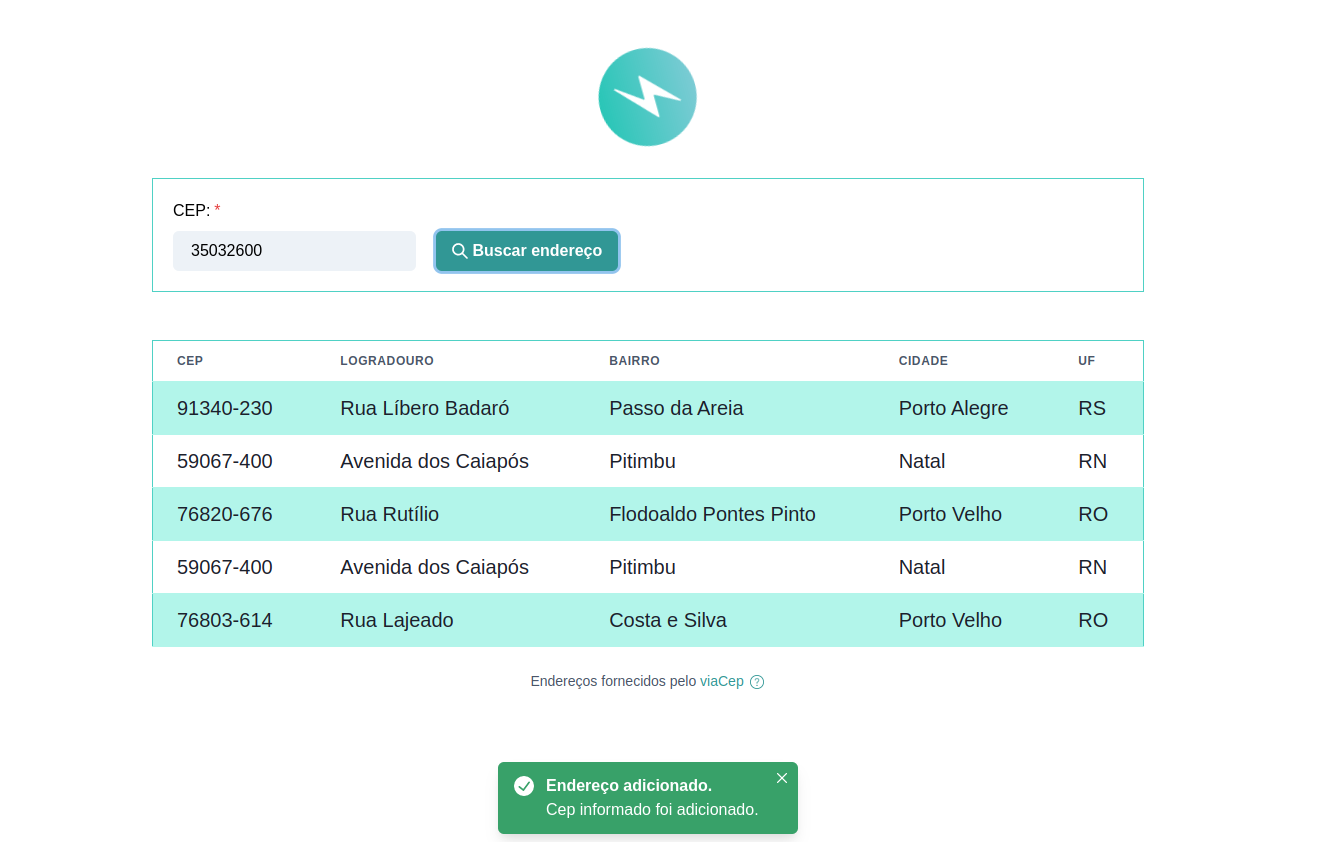 CEP: *
35032600 Buscar endereço
CEP LOGRADOURO BAIRRO CIDADE UF
91340-230 Rua Líbero Badaró Passo da Areia Porto Alegre RS
59067-400 Avenida dos Caiapós Pitimbu Natal RN
76820-676 Rua Rutílio Flodoaldo Pontes Pinto Porto Velho RO
59067-400 Avenida dos Caiapós Pitimbu Natal RN
76803-614 Rua Lajeado Costa e Silva Porto Velho RO
Endereços fornecidos pelo viaCep ?
Endereço adicionado.
Cep informado foi adicionado.